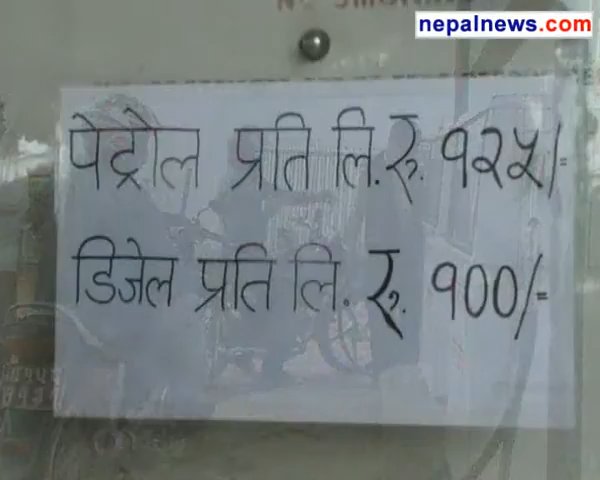 nepalnews.com
पेट्रोल प्रति लि. रु. १२५/=
डिजेल प्रति लि. रु. १००/=